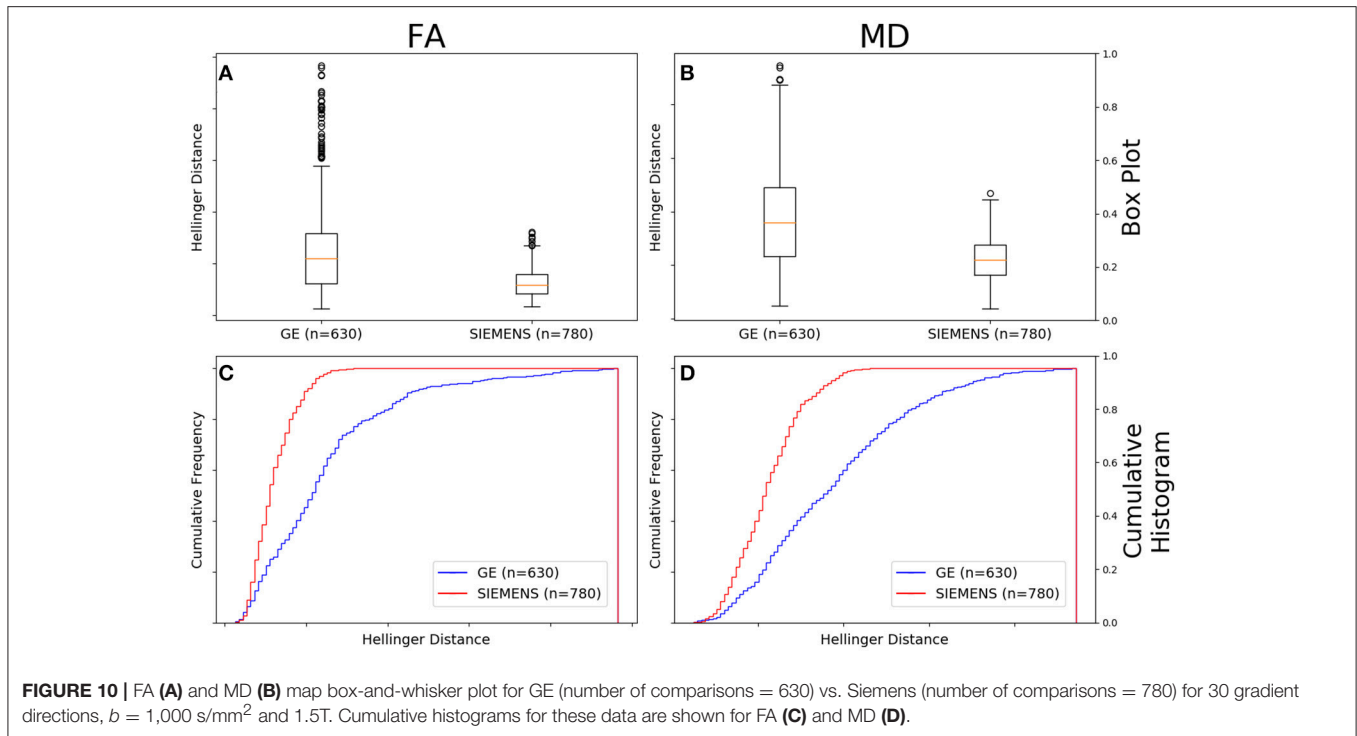 FA
MD
A
B
Hellinger Distance
Hellinger Distance
1.0
0.8
0.6
0.4
0.2
0.0
Box Plot
GE (n=630)
SIEMENS (n=780)
GE (n=630)
SIEMENS (n=780)
C
D
Cumulative Frequency
Cumulative Frequency
1.0
0.8
0.6
0.4
0.2
0.0
Cumulative
Histogram
GE (n=630)
SIEMENS (n=780)
GE (n=630)
SIEMENS (n=780)
Hellinger Distance
Hellinger Distance
FIGURE 10 | FA (A) and MD (B) map box-and-whisker plot for GE (number of comparisons = 630) vs. Siemens (number of comparisons = 780) for 30 gradient
directions, b = 1,000 s/mm² and 1.5T. Cumulative histograms for these data are shown for FA (C) and MD (D).